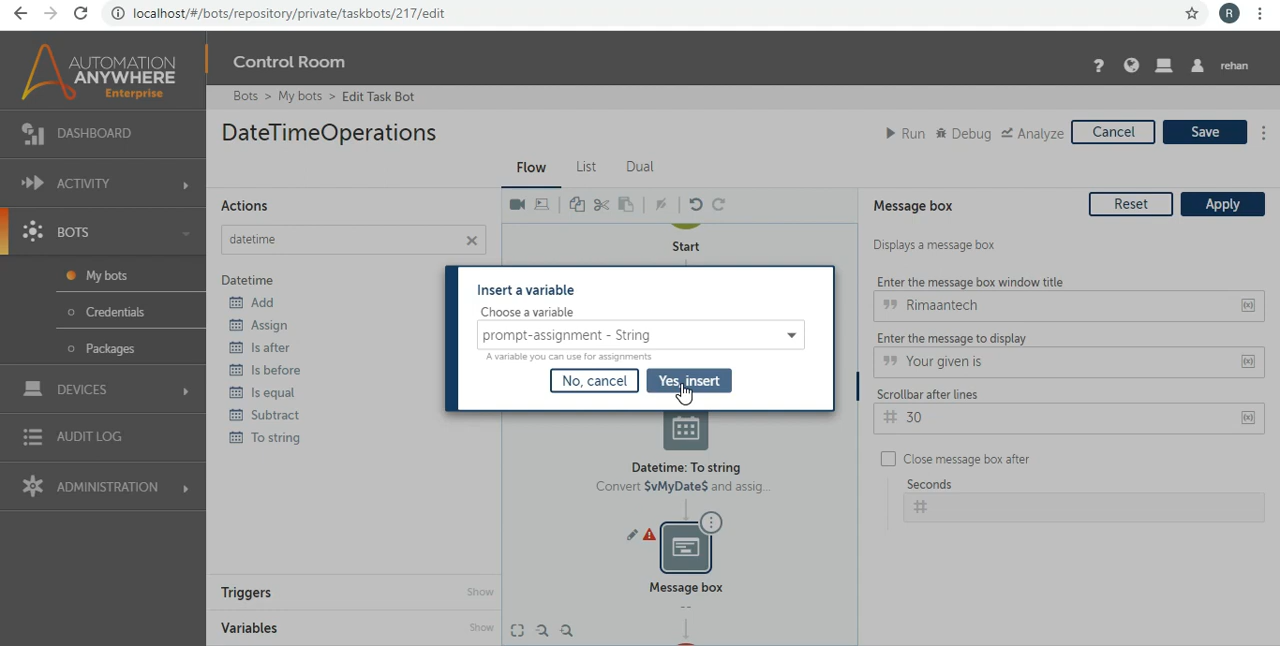 localhost/#/bots/repository/private/taskbots/217/edit
R
AUTOMATION
ANYWHERE
Enterprise
Control Room
?
rehan
Bots > My bots > Edit Task Bot
DASHBOARD
ACTIVITY
BOTS
My bots
Credentials
Packages
DEVICES
AUDIT LOG
ADMINISTRATION
DateTimeOperations
Run
Debug
Analyze
Cancel
Save
Flow
List
Dual
Actions
datetime
Datetime
Add
Assign
Is after
Is before
Is equal
Subtract
To string
Triggers
Show
Variables
Show
Start
Insert a variable
Choose a variable
prompt-assignment - String
A variable you can use for assignments
No, cancel
Yes, insert
Datetime: To string
Convert $vMyDate$ and assig...
Message box
--
Message box
Reset
Apply
Displays a message box
Enter the message box window title
Rimaantech
(x)
Enter the message to display
Your given is
(x)
Scrollbar after lines
# 30
(x)
Close message box after
Seconds
#